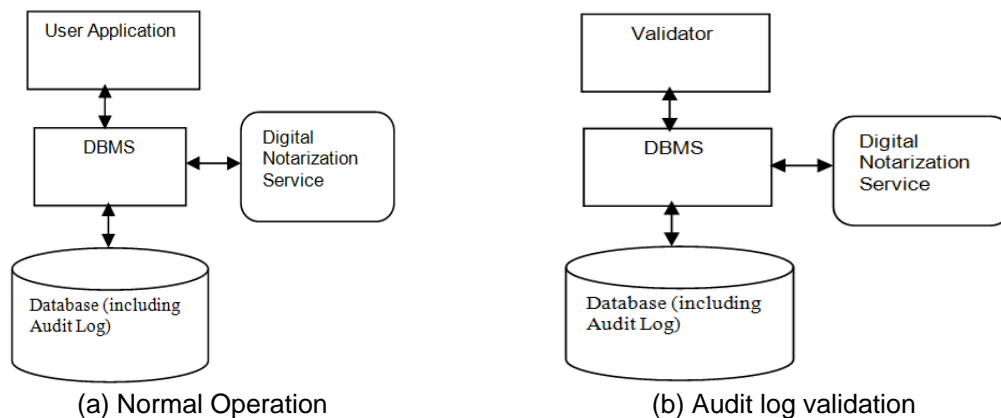 User Application
DBMS
Digital
Notarization
Service
Database (including
Audit Log)
(a) Normal Operation
Validator
DBMS
Digital
Notarization
Service
Database (including
Audit Log)
(b) Audit log validation